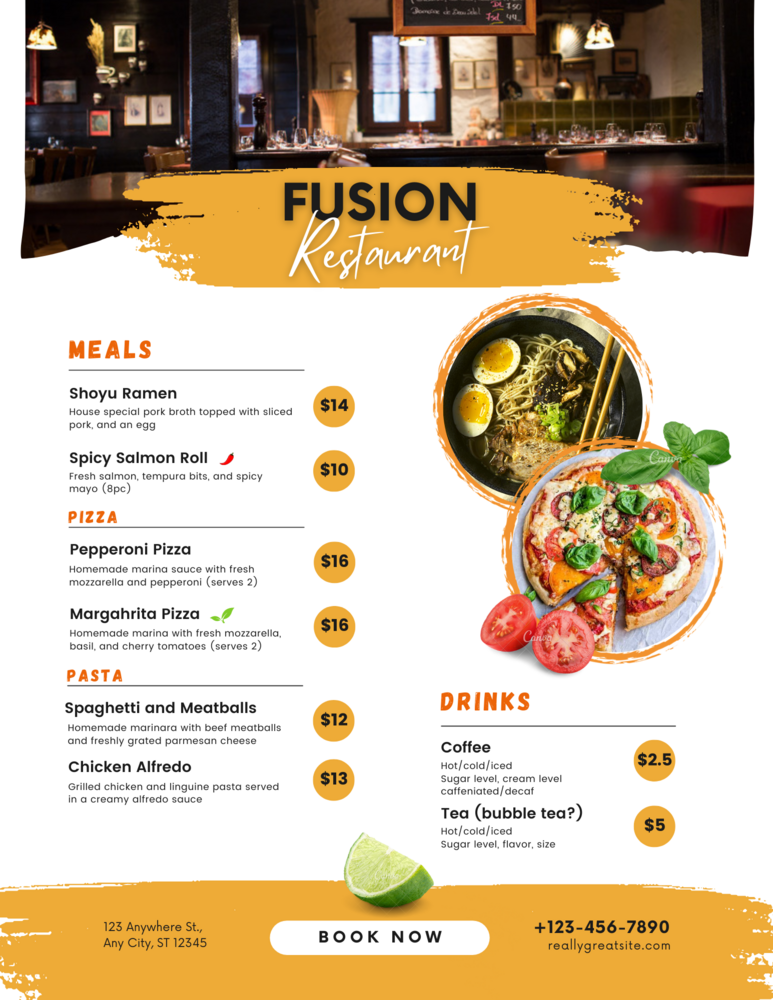 FUSION
Restaurant
MEALS
Shoyu Ramen
House special pork broth topped with sliced
pork, and an egg
$14
Spicy Salmon Roll
Fresh salmon, tempura bits, and spicy
mayo (8pc)
$10
PIZZA
Pepperoni Pizza
Homemade marina sauce with fresh
mozzarella and pepperoni (serves 2)
$16
Margahrita Pizza
Homemade marina with fresh mozzarella,
basil, and cherry tomatoes (serves 2)
$16
PASTA
Spaghetti and Meatballs
Homemade marinara with beef meatballs
and freshly grated parmesan cheese
$12
Chicken Alfredo
Grilled chicken and linguine pasta served
in a creamy alfredo sauce
$13
Canva
Canva
DRINKS
Coffee
Hot/cold/iced
Sugar level, cream level
caffeniated/decaf
$2.5
Tea (bubble tea?)
Hot/cold/iced
Sugar level, flavor, size
$5
123 Anywhere St.,
Any City, ST 12345
BOOK NOW
+123-456-7890
reallygreatsite.com